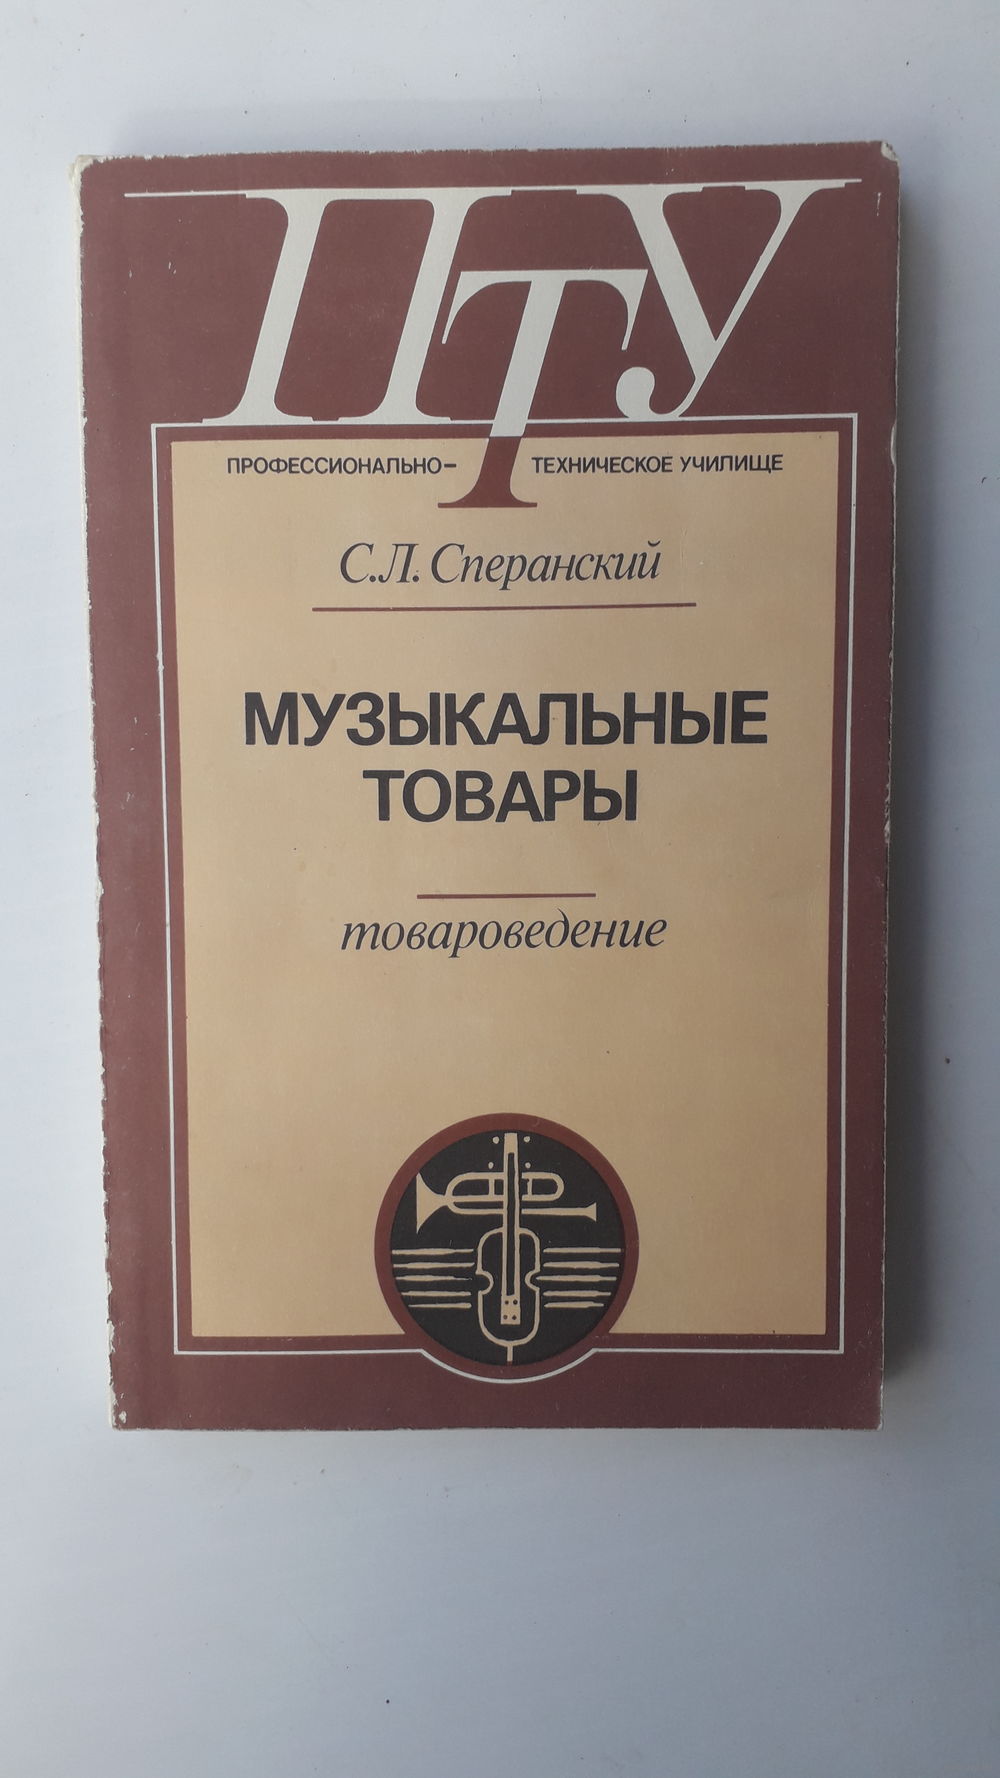 ПТУ
ПРОФЕССИОНАЛЬНО-ТЕХНИЧЕСКОЕ УЧИЛИЩЕ
С.Л. Сперанский
МУЗЫКАЛЬНЫЕ
ТОВАРЫ
товароведение